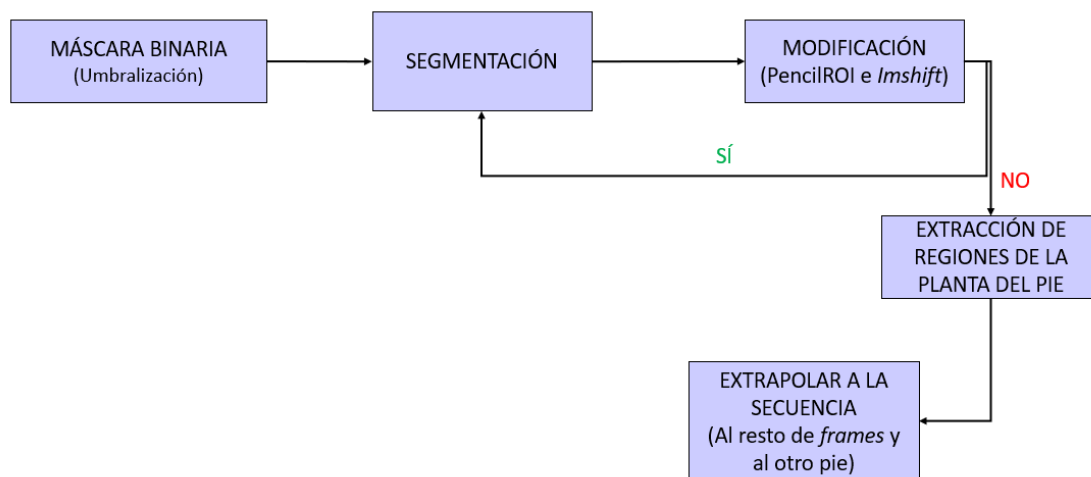 MÁSCARA BINARIA
(Umbralización)
SEGMENTACIÓN
MODIFICACIÓN
(PencilROI e Imshift)
SÍ
NO
EXTRACCIÓN DE
REGIONES DE LA
PLANTA DEL PIE
EXTRAPOLAR A LA
SECUENCIA
(Al resto de frames y
al otro pie)